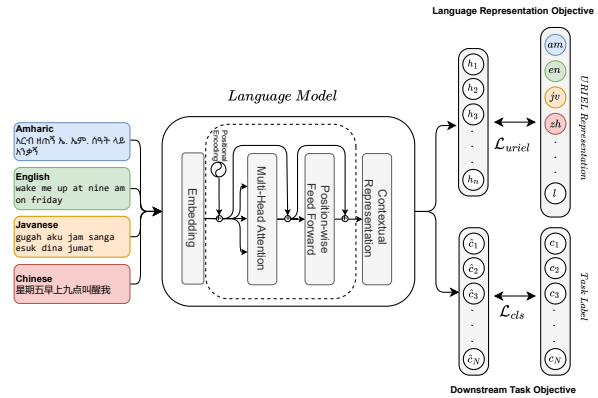 Language Representation Objective
Language Model
Amharic
አርብ ዘጠኝ ኤ. ኤም. ሰዓት ላይ
አንቃኝ
English
wake me up at nine am
on friday
Javanese
gugah aku jam sanga
esuk dina jumat
Chinese
星期五早上九点叫醒我
Embedding
Positional
Encoding
Multi-Head Attention
Position-wise
Feed Forward
Contextual
Representation
h₁
h₂
h₃
.
.
hₙ
ℒuriel
am
en
jv
zh
.
.
l
URIEL Representation
ĉ₁
ĉ₂
ĉ₃
.
.
.
ĉN
ℒcls
c₁
c₂
c₃
.
.
.
cN
Task Label
Downstream Task Objective